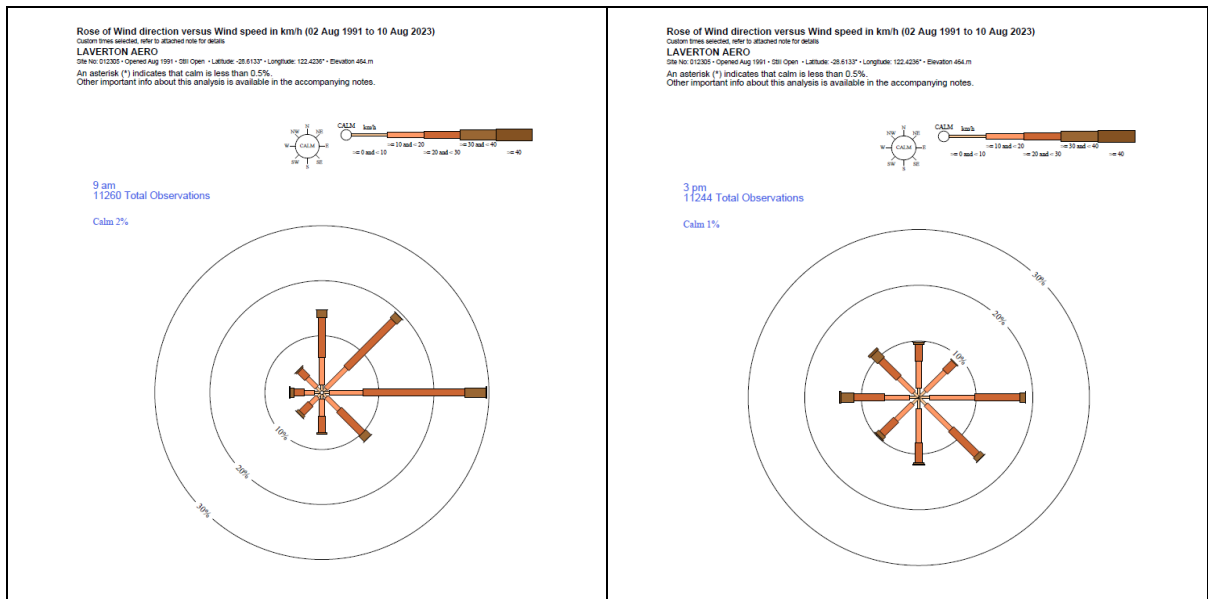 Rose of Wind direction versus Wind speed in km/h (02 Aug 1991 to 10 Aug 2023)
Custom times selected, refer to attached note for details
LAVERTON AERO
Site No: 012305 • Opened Aug 1991 • Still Open • Latitude: -28.6133° • Longitude: 122.4236° • Elevation 464.m
An asterisk (*) indicates that calm is less than 0.5%.
Other important info about this analysis is available in the accompanying notes.
N
NW NE
W CALM E
SW SE
S
CALM km/h
>= 10 and < 20 >= 30 and < 40
>= 0 and < 10 >= 20 and < 30 >= 40
9 am
11260 Total Observations
Calm 2%
10%
20%
30%
Rose of Wind direction versus Wind speed in km/h (02 Aug 1991 to 10 Aug 2023)
Custom times selected, refer to attached note for details
LAVERTON AERO
Site No: 012305 • Opened Aug 1991 • Still Open • Latitude: -28.6133° • Longitude: 122.4236° • Elevation 464.m
An asterisk (*) indicates that calm is less than 0.5%.
Other important info about this analysis is available in the accompanying notes.
N
NW NE
W CALM E
SW SE
S
CALM km/h
>= 10 and < 20 >= 30 and < 40
>= 0 and < 10 >= 20 and < 30 >= 40
3 pm
11244 Total Observations
Calm 1%
30%
20%
10%